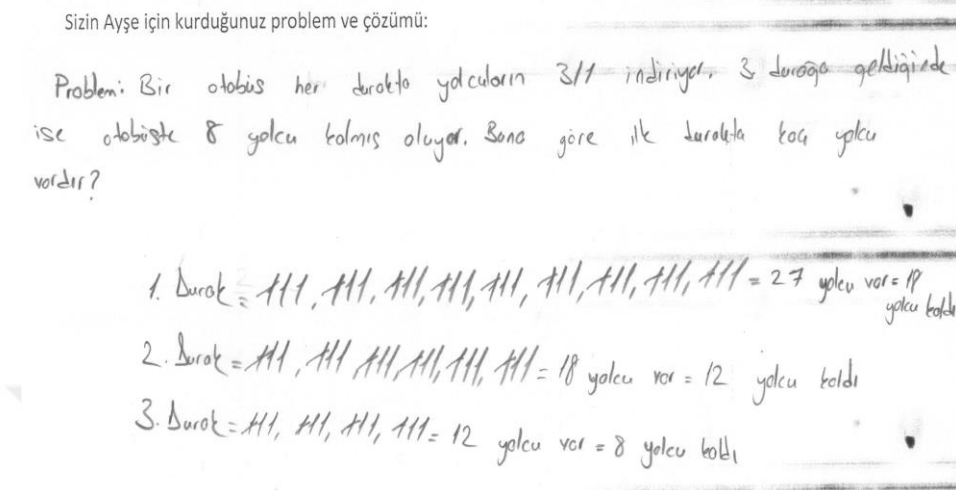 Sizin Ayşe için kurduğunuz problem ve çözümü:
Problem: Bir otobüs her durakta yolcuların 3/1 indiriyor. 3 durağa geldiğinde
ise otobüste 8 yolcu kalmış oluyor. Buna göre ilk durakta kaç yolcu
vardır?
1. Durak = 111, 111, 111, 111, 111, 111, 111, 111, 111 = 27 yolcu var = 18
yolcu kaldı
2. Durak = 111, 111 111, 111, 111, 111 = 18 yolcu var = 12 yolcu kaldı
3. Durak = 111, 111, 111, 111 = 12 yolcu var = 8 yolcu kaldı